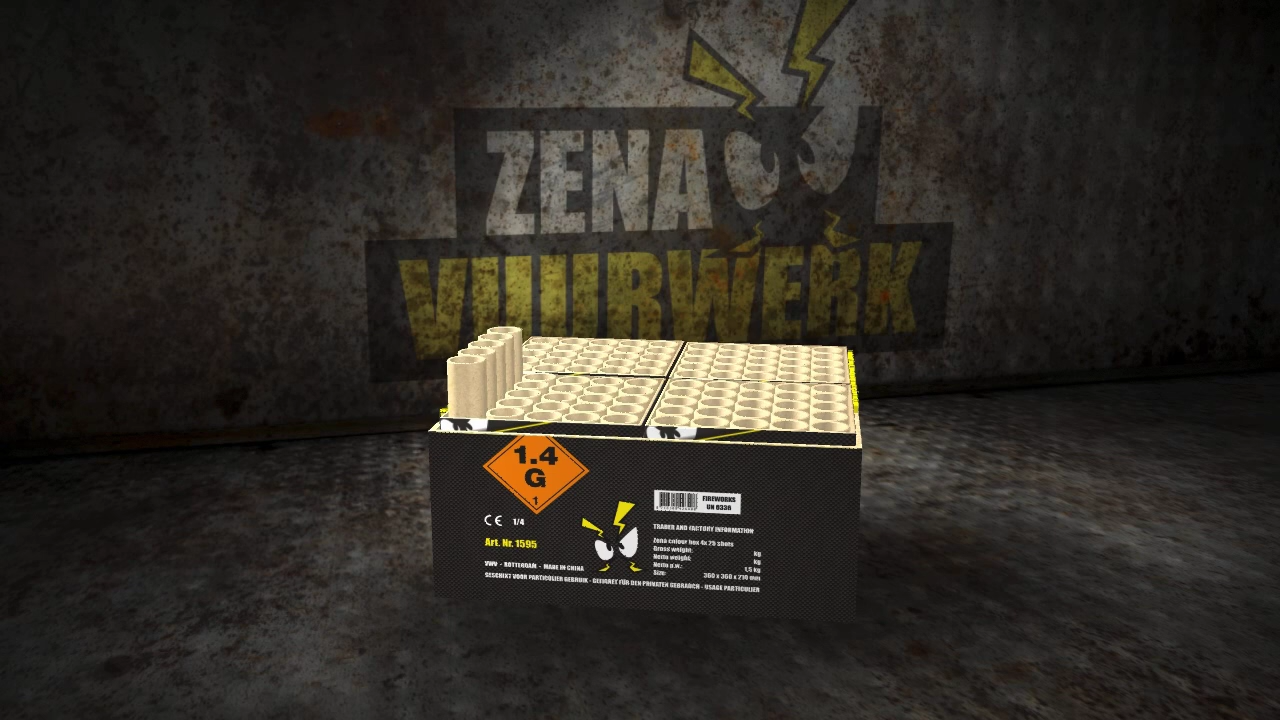 ZENA
VUURWERK
1.4
G
1
CE 1/4
Art. Nr. 1595
VWV - ROTTERDAM - MADE IN CHINA
GESCHIKT VOOR PARTICULIER GEBRUIK - GEEIGNET FÜR DEN PRIVATEN GEBRAUCH - USAGE PARTICULIER
FIREWORKS
UN 0336
TRADER AND FACTORY INFORMATION
Zena colour box 4x 25 shots
Gross weight: kg
Netto weight: kg
Netto p.w.: 1,5 kg
Size: 360 x 360 x 210 mm